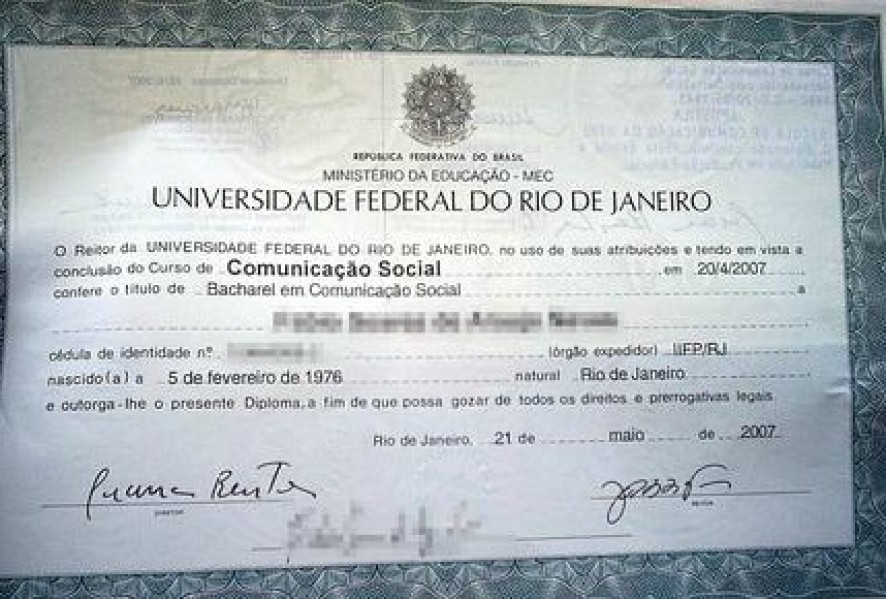 REPÚBLICA FEDERATIVA DO BRASIL
MINISTÉRIO DA EDUCAÇÃO - MEC
UNIVERSIDADE FEDERAL DO RIO DE JANEIRO
O Reitor da UNIVERSIDADE FEDERAL DO RIO DE JANEIRO, no uso de suas atribuições e tendo em vista a
conclusão do Curso de Comunicação Social em 20/4/2007
confere o título de Bacharel em Comunicação Social a
cédula de identidade nº (órgão expedidor) IIFP/RJ
nascido(a) a 5 de fevereiro de 1976 natural Rio de Janeiro
e outorga-lhe o presente Diploma, a fim de que possa gozar de todos os direitos e prerrogativas legais
Rio de Janeiro, 21 de maio de 2007
DIRETOR REITOR